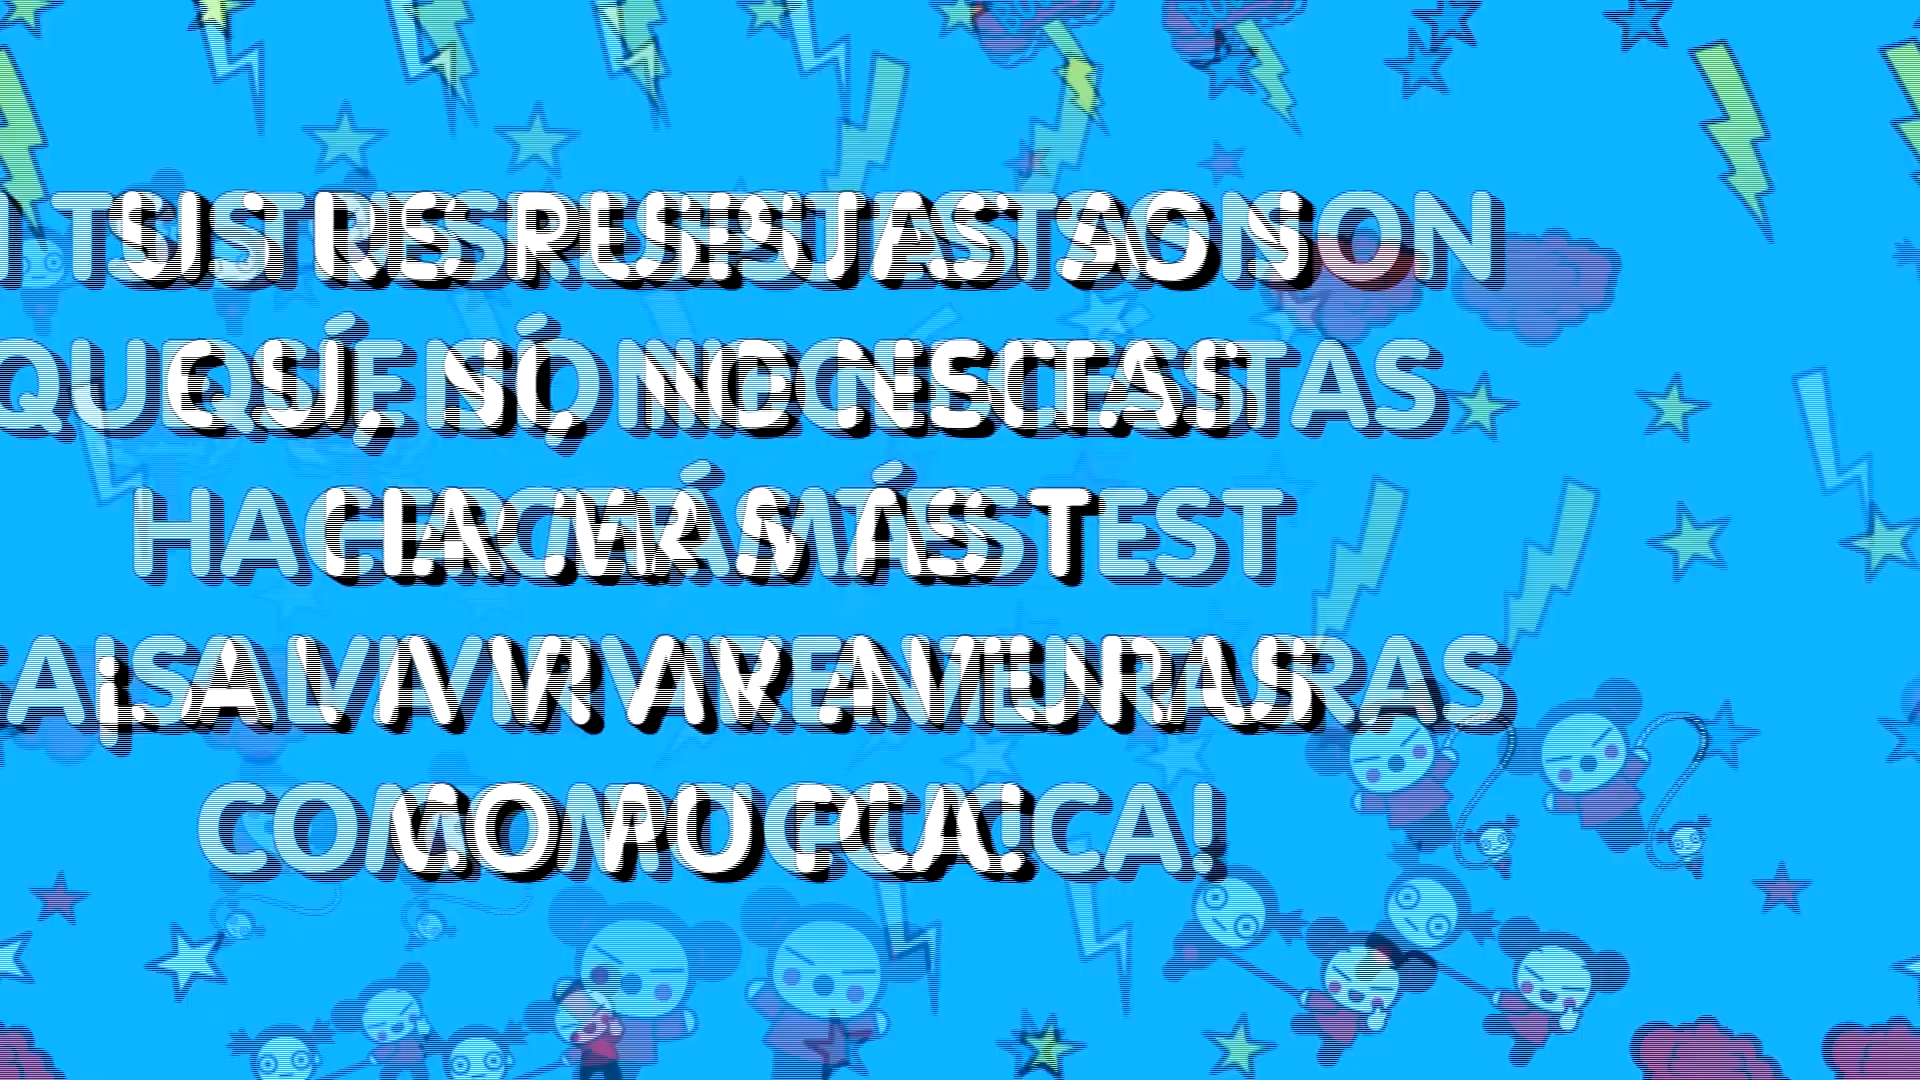 SI TUS RESPUESTAS SON
QUE SÍ, NO NECESITAS
HACER MÁS TEST
¡SAL A VIVIR AVENTURAS
COMO PUCCA!